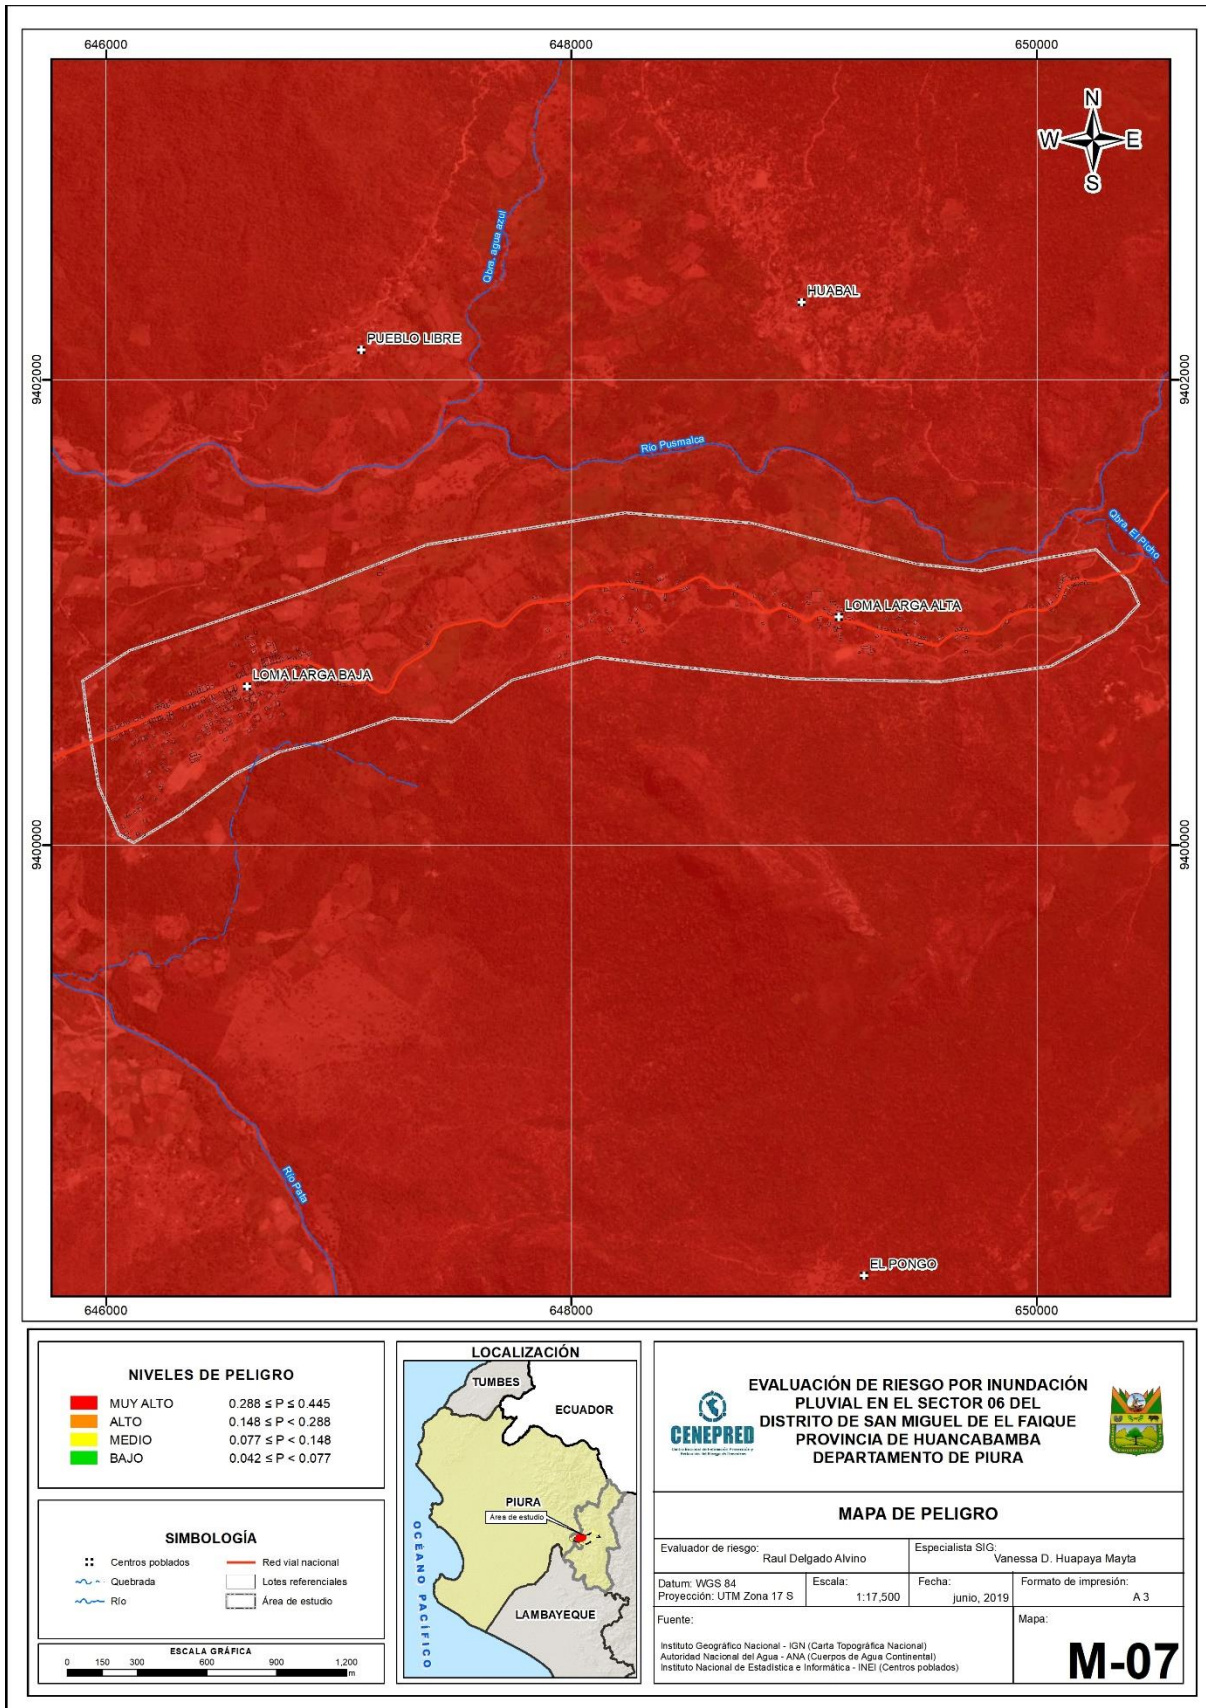 646000
648000
650000
N
W
E
S
Qbra. agua azul
HUABAL
PUEBLO LIBRE
9402000
9402000
Río Pusmalca
Qbra. El Picho
LOMA LARGA ALTA
LOMA LARGA BAJA
9400000
9400000
Río Pata
EL PONGO
646000
648000
650000
NIVELES DE PELIGRO
MUY ALTO 0.288 ≤ P ≤ 0.445
ALTO 0.148 ≤ P < 0.288
MEDIO 0.077 ≤ P < 0.148
BAJO 0.042 ≤ P < 0.077
SIMBOLOGÍA
Centros poblados
Red vial nacional
Quebrada
Lotes referenciales
Río
Área de estudio
ESCALA GRÁFICA
0 150 300 600 900 1,200
m
LOCALIZACIÓN
TUMBES
ECUADOR
PIURA
Área de estudio
OCÉANO PACÍFICO
LAMBAYEQUE
CENEPRED
EVALUACIÓN DE RIESGO POR INUNDACIÓN
PLUVIAL EN EL SECTOR 06 DEL
DISTRITO DE SAN MIGUEL DE EL FAIQUE
PROVINCIA DE HUANCABAMBA
DEPARTAMENTO DE PIURA
MAPA DE PELIGRO
Evaluador de riesgo:
Raul Delgado Alvino
Especialista SIG:
Vanessa D. Huapaya Mayta
Datum: WGS 84
Proyección: UTM Zona 17 S
Escala:
1:17,500
Fecha:
junio, 2019
Formato de impresión:
A 3
Fuente:
Instituto Geográfico Nacional - IGN (Carta Topográfica Nacional)
Autoridad Nacional del Agua - ANA (Cuerpos de Agua Continental)
Instituto Nacional de Estadística e Informática - INEI (Centros poblados)
Mapa:
M-07